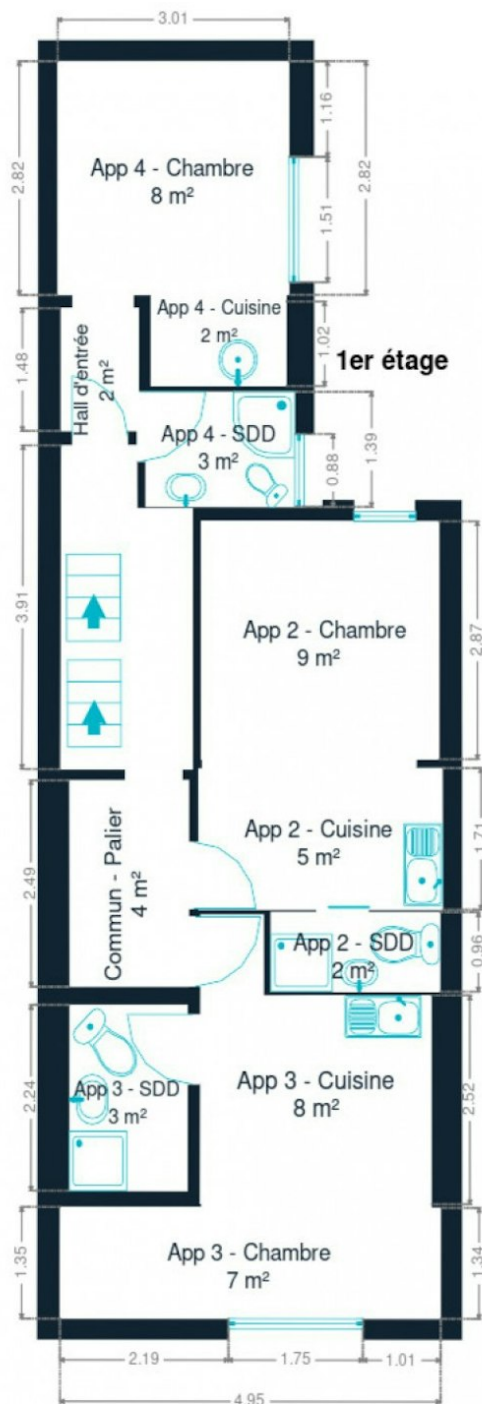 3.01
1.16
2.82
2.82
App 4 - Chambre
8 m²
1.51
App 4 - Cuisine
2 m²
1.02
1.48
Hall d'entrée
2 m²
1er étage
App 4 - SDD
3 m²
0.88
1.39
3.91
App 2 - Chambre
9 m²
2.87
App 2 - Cuisine
5 m²
1.71
2.49
Commun - Palier
4 m²
App 2 - SDD
2 m²
0.96
App 3 - Cuisine
8 m²
2.24
App 3 - SDD
3 m²
2.52
App 3 - Chambre
7 m²
1.35
1.34
2.19
1.75
1.01
4.95